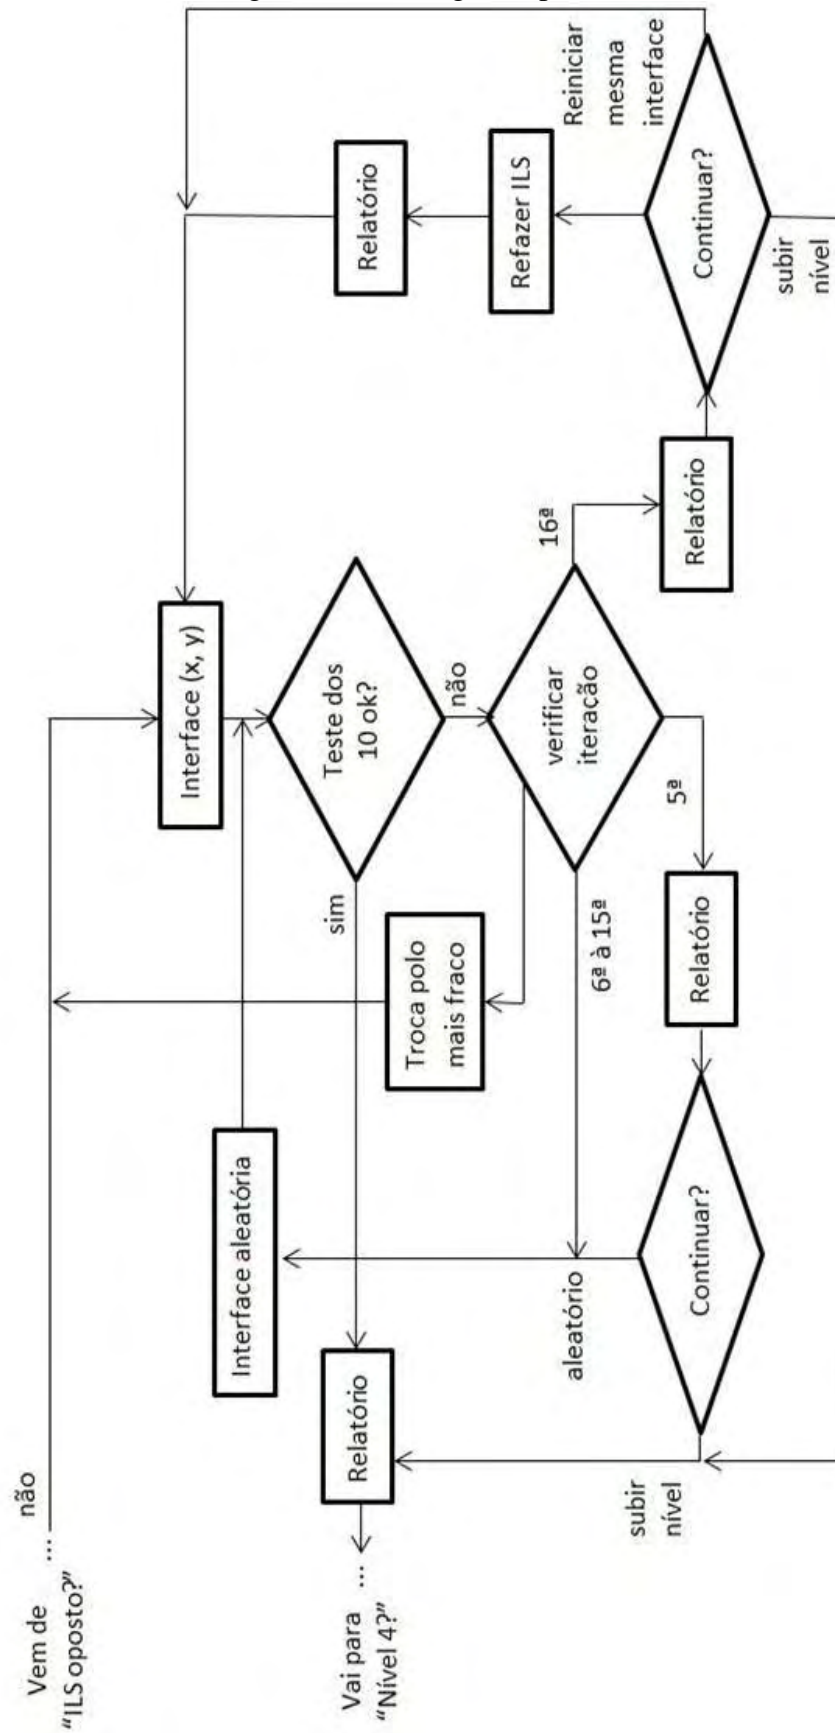 Vem de
"ILS oposto?"
... não
Interface (x, y)
Interface aleatória
Teste dos
10 ok?
sim
não
Relatório
Vai para ...
"Nível 4?"
Troca polo
mais fraco
verificar
iteração
6ª à 15ª
5ª
16ª
aleatório
Relatório
Continuar?
subir
nível
Relatório
Continuar?
Reiniciar
mesma
interface
Refazer ILS
Relatório
subir
nível